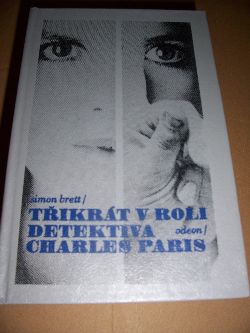 simon brett/
TŘIKRÁT V ROLI
DETEKTIVA odeon/
CHARLES PARIS